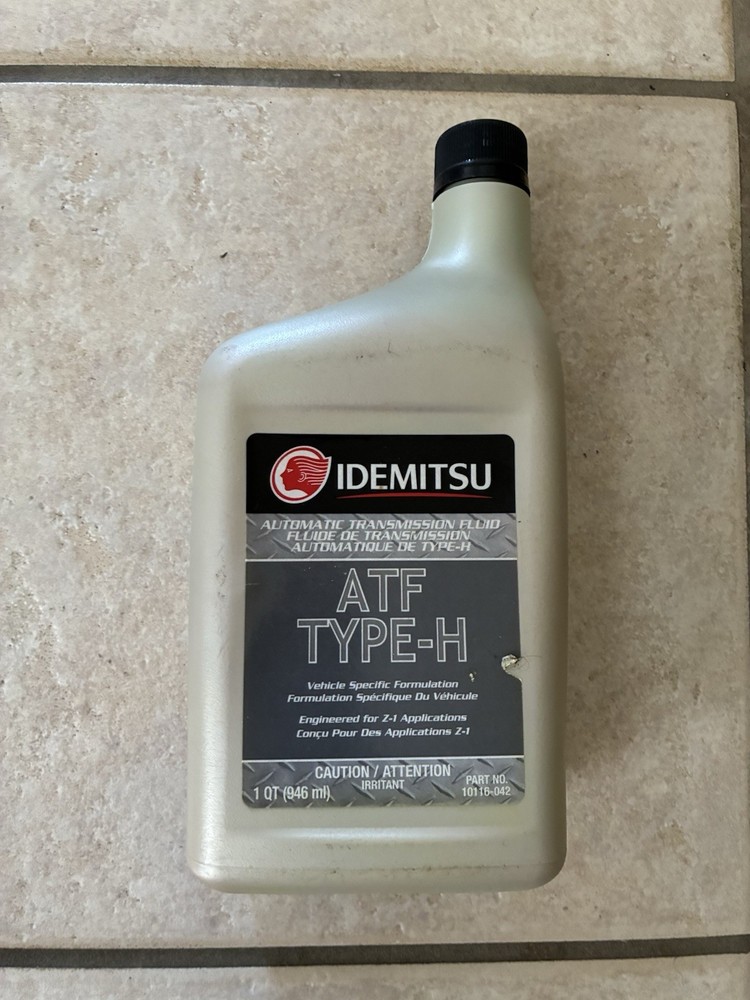 IDEMITSU
AUTOMATIC TRANSMISSION FLUID
FLUIDE DE TRANSMISSION
AUTOMATIQUE DE TYPE-H
ATF
TYPE-H
Vehicle Specific Formulation
Formulation Spécifique Du Véhicule
Engineered for Z-1 Applications
Conçu Pour Des Applications Z-1
CAUTION / ATTENTION
IRRITANT
1 QT (946 ml)
PART NO.
10116-042